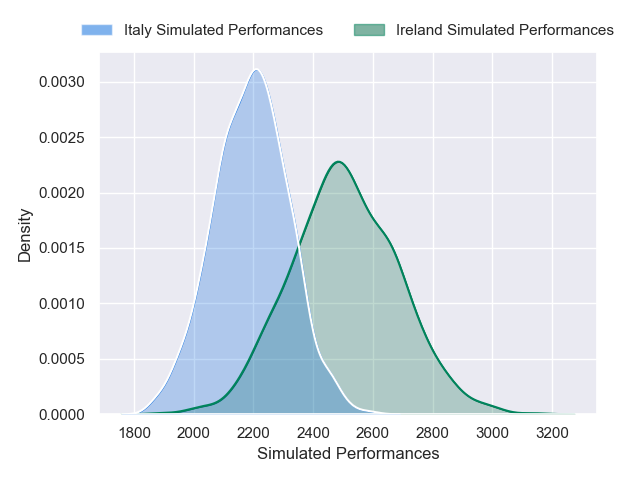 Italy Simulated Performances Ireland Simulated Performances
0.0030
0.0025
0.0020
0.0015
0.0010
0.0005
0.0000
Density
1800 2000 2200 2400 2600 2800 3000 3200
Simulated Performances